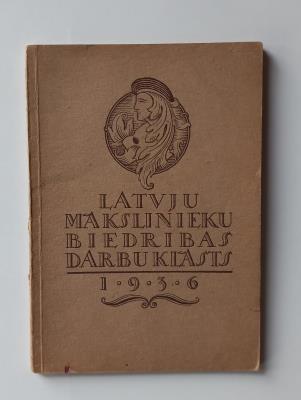 LATVJU
MĀKSLINIEKU
BIEDRĪBAS
DARBU KLĀSTS
1·9·3·6